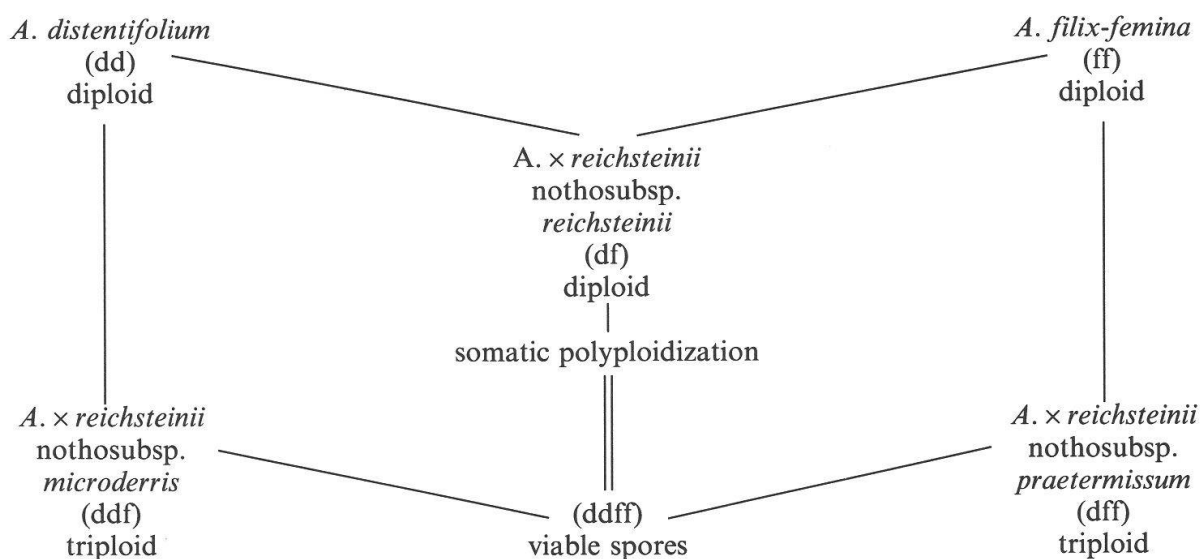 A. distentifolium
(dd)
diploid
A. filix-femina
(ff)
diploid
A. × reichsteinii
nothosubsp.
reichsteinii
(df)
diploid
somatic polyploidization
A. × reichsteinii
nothosubsp.
microderris
(ddf)
triploid
(ddff)
viable spores
A. × reichsteinii
nothosubsp.
praetermissum
(dff)
triploid